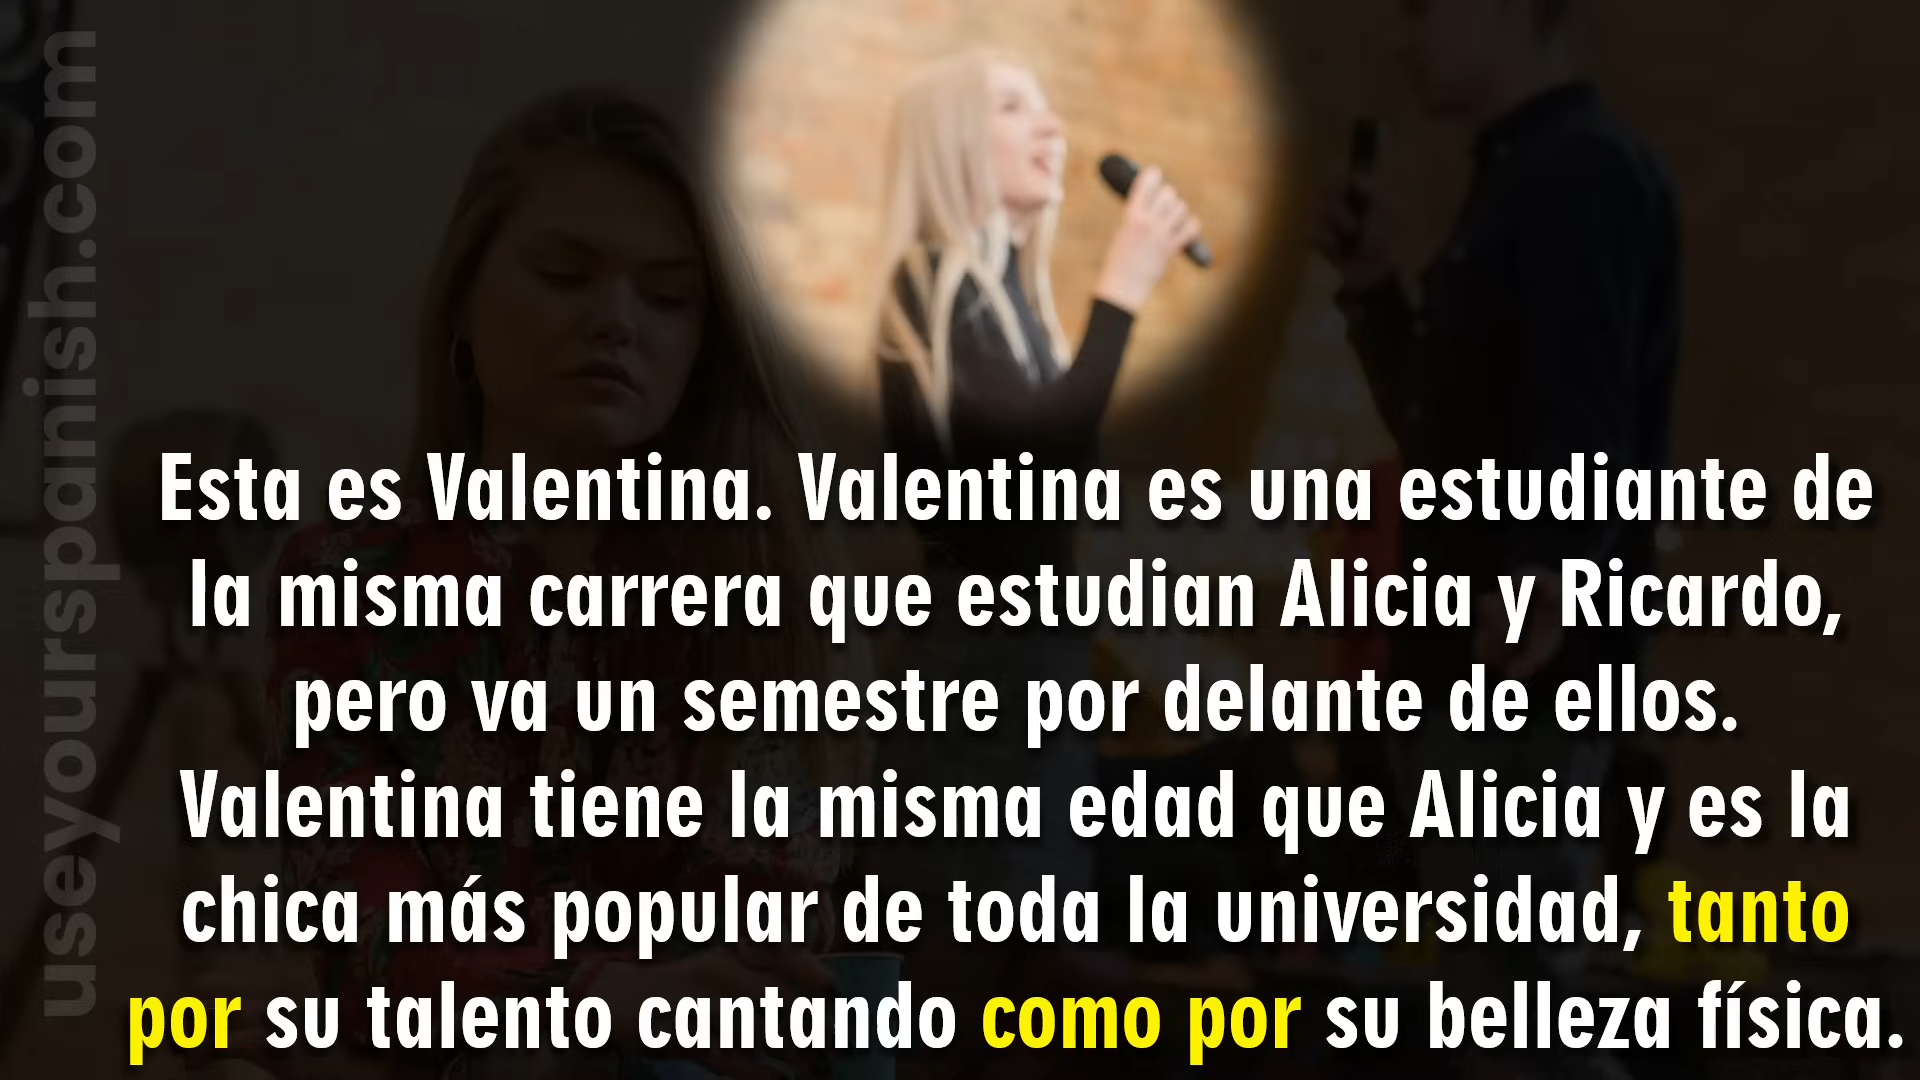 useyourspanish.com
Esta es Valentina. Valentina es una estudiante de
la misma carrera que estudian Alicia y Ricardo,
pero va un semestre por delante de ellos.
Valentina tiene la misma edad que Alicia y es la
chica más popular de toda la universidad, tanto
por su talento cantando como por su belleza física.